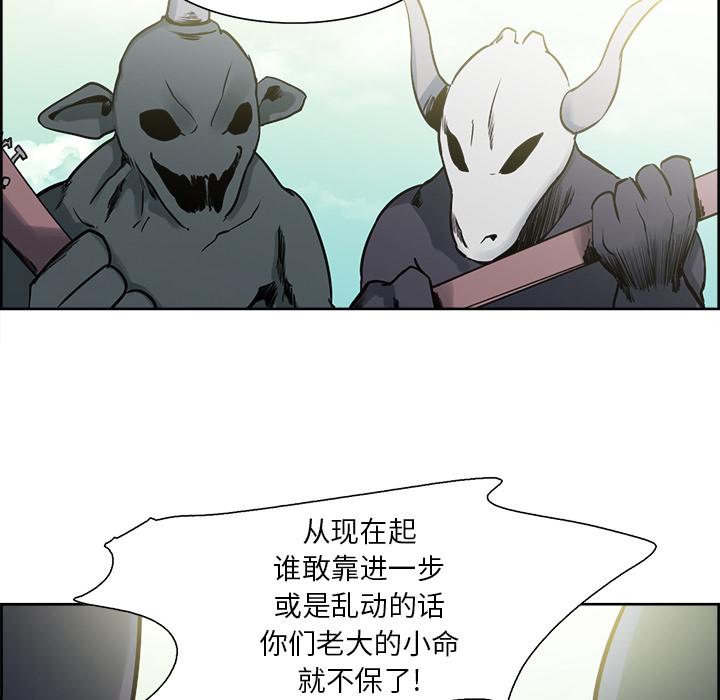 从现在起
谁敢靠进一步
或是乱动的话
你们老大的小命
就不保了!